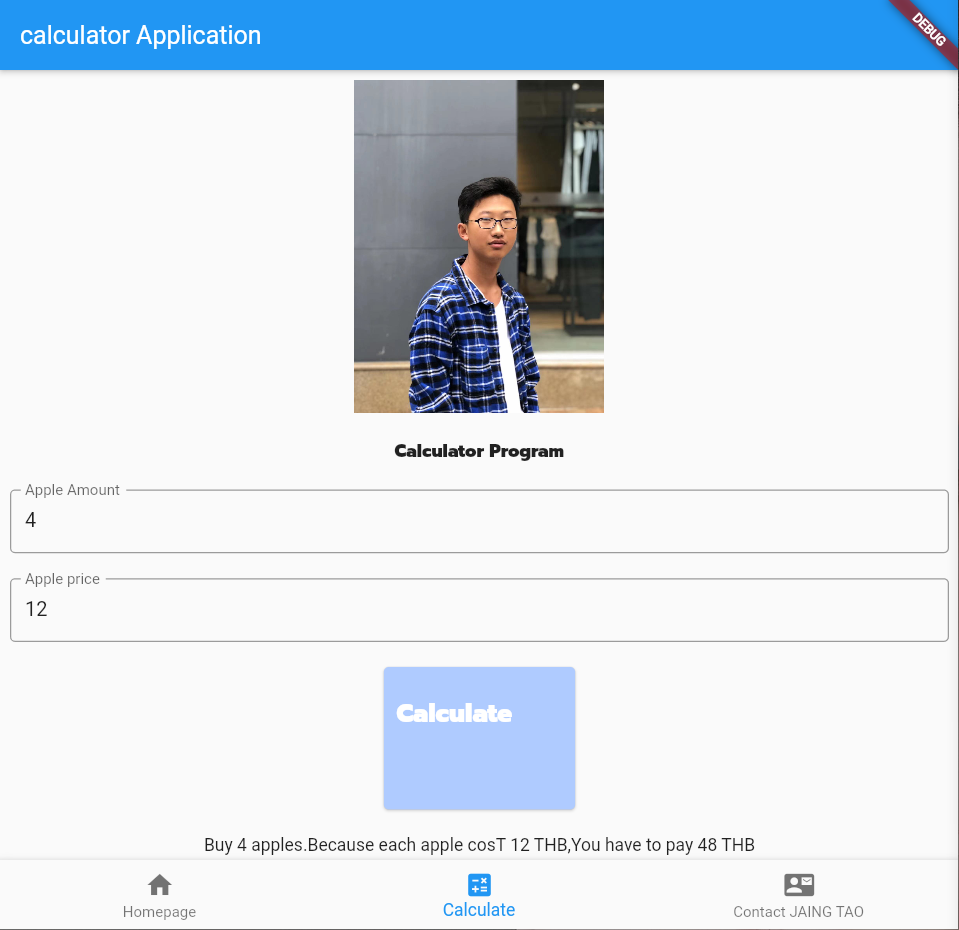 calculator Application
DEBUG
Calculator Program
Apple Amount
4
Apple price
12
Calculate
Buy 4 apples.Because each apple cosT 12 THB,You have to pay 48 THB
Homepage
Calculate
Contact JAING TAO